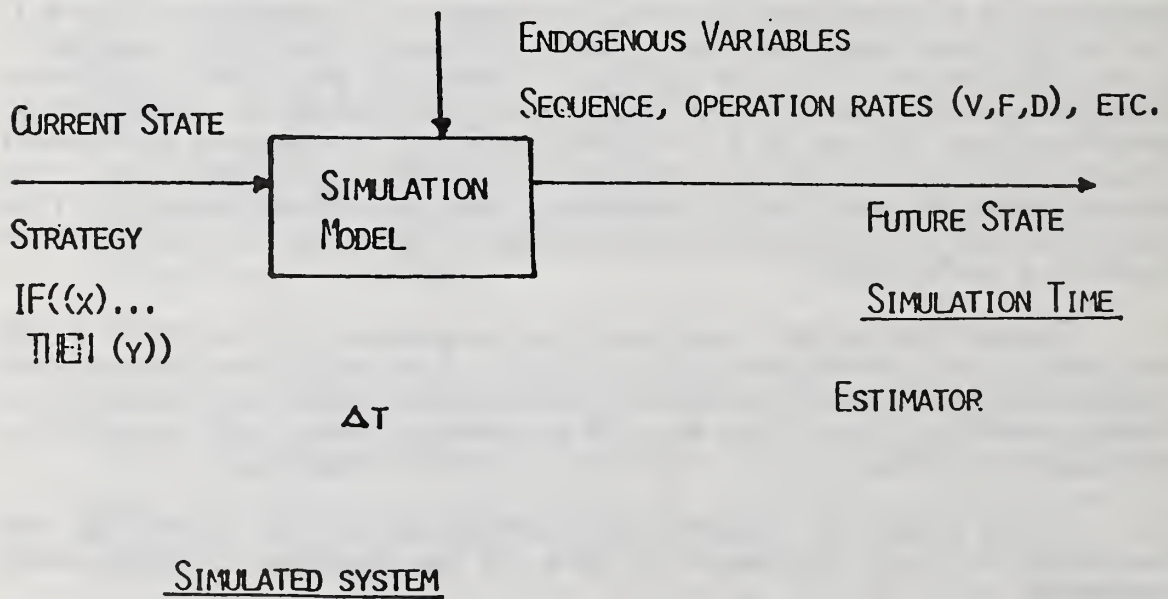 ENDOGENOUS VARIABLES
SEQUENCE, OPERATION RATES (V,F,D), ETC.
CURRENT STATE
SIMULATION
MODEL
FUTURE STATE
STRATEGY
SIMULATION TIME
IF((X)...
(Y))
ESTIMATOR
ΔT
SIMULATED SYSTEM